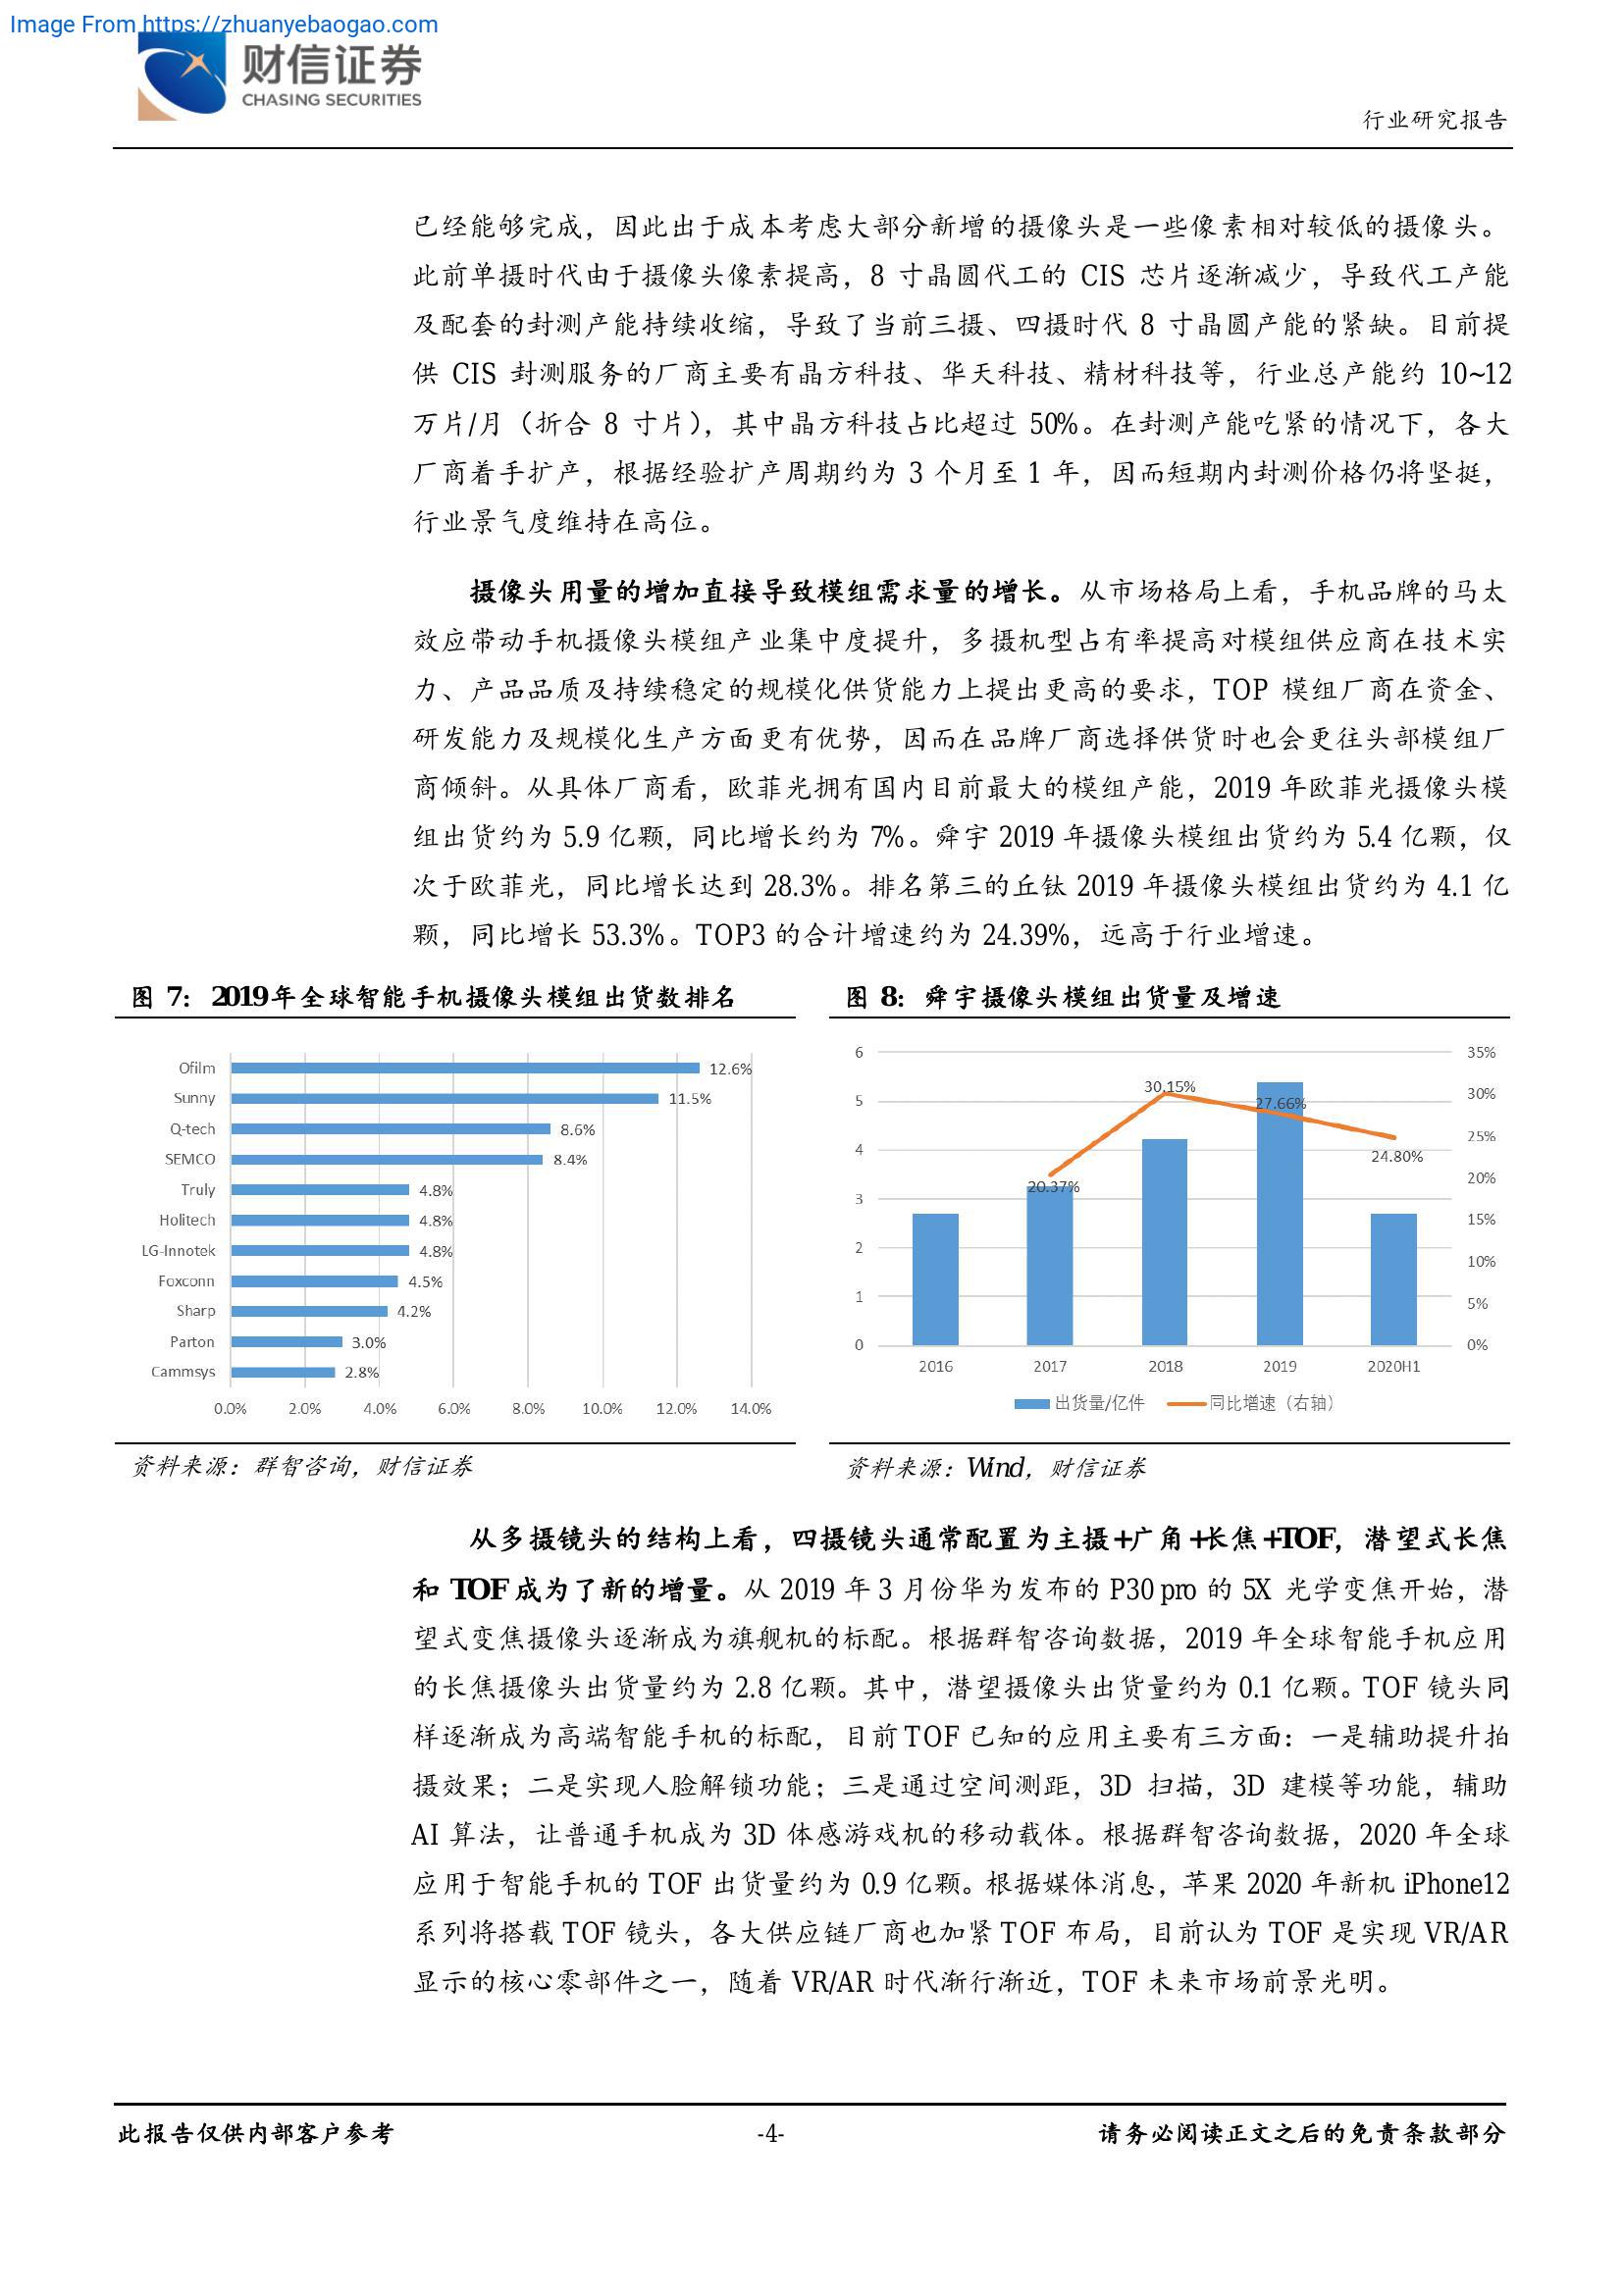 Image From https://zhuanyebaogao.com
财信证券
CHASING SECURITIES
行业研究报告
已经能够完成，因此出于成本考虑大部分新增的摄像头是一些像素相对较低的摄像头。
此前单摄时代由于摄像头像素提高，8 寸晶圆代工的 CIS 芯片逐渐减少，导致代工产能
及配套的封测产能持续收缩，导致了当前三摄、四摄时代 8 寸晶圆产能的紧缺。目前提
供 CIS 封测服务的厂商主要有晶方科技、华天科技、精材科技等，行业总产能约 10~12
万片/月（折合 8 寸片），其中晶方科技占比超过 50%。在封测产能吃紧的情况下，各大
厂商着手扩产，根据经验扩产周期约为 3 个月至 1 年，因而短期内封测价格仍将坚挺，
行业景气度维持在高位。
摄像头用量的增加直接导致模组需求量的增长。从市场格局上看，手机品牌的马太
效应带动手机摄像头模组产业集中度提升，多摄机型占有率提高对模组供应商在技术实
力、产品品质及持续稳定的规模化供货能力上提出更高的要求，TOP 模组厂商在资金、
研发能力及规模化生产方面更有优势，因而在品牌厂商选择供货时也会更往头部模组厂
商倾斜。从具体厂商看，欧菲光拥有国内目前最大的模组产能，2019 年欧菲光摄像头模
组出货约为 5.9 亿颗，同比增长约为 7%。舜宇 2019 年摄像头模组出货约为 5.4 亿颗，仅
次于欧菲光，同比增长达到 28.3%。排名第三的丘钛 2019 年摄像头模组出货约为 4.1 亿
颗，同比增长 53.3%。TOP3 的合计增速约为 24.39%，远高于行业增速。
图 7：2019年全球智能手机摄像头模组出货数排名
Ofilm 12.6%
Sunny 11.5%
Q-tech 8.6%
SEMCO 8.4%
Truly 4.8%
Holitech 4.8%
LG-Innotek 4.8%
Foxconn 4.5%
Sharp 4.2%
Parton 3.0%
Cammsys 2.8%
0.0% 2.0% 4.0% 6.0% 8.0% 10.0% 12.0% 14.0%
资料来源：群智咨询，财信证券
图 8：舜宇摄像头模组出货量及增速
6 35%
30.15%
5 27.66% 30%
25%
4 24.80%
20.37% 20%
3
15%
2
10%
1 5%
0 0%
2016 2017 2018 2019 2020H1
出货量/亿件 同比增速（右轴）
资料来源：Wind，财信证券
从多摄镜头的结构上看，四摄镜头通常配置为主摄+广角+长焦+TOF，潜望式长焦
和 TOF 成为了新的增量。从 2019 年 3 月份华为发布的 P30 pro 的 5X 光学变焦开始，潜
望式变焦摄像头逐渐成为旗舰机的标配。根据群智咨询数据，2019 年全球智能手机应用
的长焦摄像头出货量约为 2.8 亿颗。其中，潜望摄像头出货量约为 0.1 亿颗。TOF 镜头同
样逐渐成为高端智能手机的标配，目前 TOF 已知的应用主要有三方面：一是辅助提升拍
摄效果；二是实现人脸解锁功能；三是通过空间测距，3D 扫描，3D 建模等功能，辅助
AI 算法，让普通手机成为 3D 体感游戏机的移动载体。根据群智咨询数据，2020 年全球
应用于智能手机的 TOF 出货量约为 0.9 亿颗。根据媒体消息，苹果 2020 年新机 iPhone12
系列将搭载 TOF 镜头，各大供应链厂商也加紧 TOF 布局，目前认为 TOF 是实现 VR/AR
显示的核心零部件之一，随着 VR/AR 时代渐行渐近，TOF 未来市场前景光明。
此报告仅供内部客户参考
-4-
请务必阅读正文之后的免责条款部分